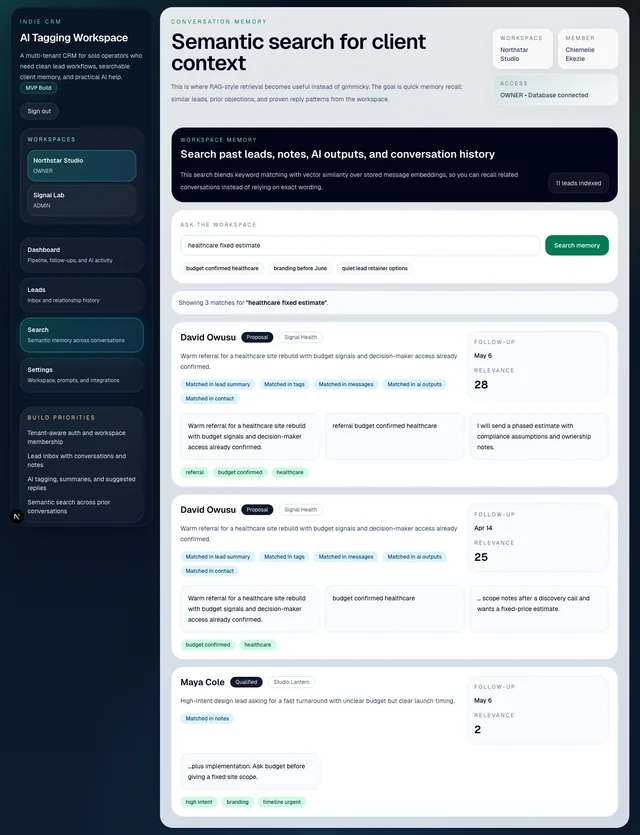 INDIE CRM
AI Tagging Workspace
A multi-tenant CRM for solo operators who
need clean lead workflows, searchable
client memory, and practical AI help.
MVP Build
Sign out
WORKSPACES
Northstar Studio
OWNER
Signal Lab
ADMIN
Dashboard
Pipeline, follow-ups, and AI activity
Leads
Inbox and relationship history
Search
Semantic memory across conversations
Settings
Workspace, prompts, and integrations
BUILD PRIORITIES
Tenant-aware auth and workspace
membership
Lead inbox with conversations and
notes
AI tagging, summaries, and suggested
replies
Semantic search across prior
conversations
N
CONVERSATION MEMORY
Semantic search for client
context
This is where RAG-style retrieval becomes useful instead of gimmicky. The goal is quick memory recall:
similar leads, prior objections, and proven reply patterns from the workspace.
WORKSPACE
Northstar
Studio
MEMBER
Chiemelie
Ekezie
ACCESS
OWNER • Database connected
WORKSPACE MEMORY
Search past leads, notes, AI outputs, and conversation history
This search blends keyword matching with vector similarity over stored message embeddings, so you can recall related
conversations instead of relying on exact wording.
11 leads indexed
ASK THE WORKSPACE
healthcare fixed estimate
Search memory
budget confirmed healthcare
branding before June
quiet lead retainer options
Showing 3 matches for "healthcare fixed estimate".
David Owusu
Proposal
Signal Health
Warm referral for a healthcare site rebuild with budget signals and decision-maker access already
confirmed.
Matched in lead summary
Matched in tags
Matched in messages
Matched in ai outputs
Matched in contact
FOLLOW-UP
May 6
RELEVANCE
28
Warm referral for a healthcare site rebuild
with budget signals and decision-maker
access already confirmed.
referral budget confirmed healthcare
I will send a phased estimate with
compliance assumptions and ownership
notes.
referral
budget confirmed
healthcare
David Owusu
Proposal
Signal Health
Warm referral for a healthcare site rebuild with budget signals and decision-maker access already
confirmed.
Matched in lead summary
Matched in tags
Matched in messages
Matched in ai outputs
Matched in contact
FOLLOW-UP
Apr 14
RELEVANCE
25
Warm referral for a healthcare site rebuild
with budget signals and decision-maker
access already confirmed.
budget confirmed healthcare
... scope notes after a discovery call and
wants a fixed-price estimate.
budget confirmed
healthcare
Maya Cole
Qualified
Studio Lantern
High-intent design lead asking for a fast turnaround with unclear budget but clear launch timing.
Matched in notes
FOLLOW-UP
May 6
RELEVANCE
2
...plus implementation. Ask budget before
giving a fixed site scope.
high intent
branding
timeline urgent